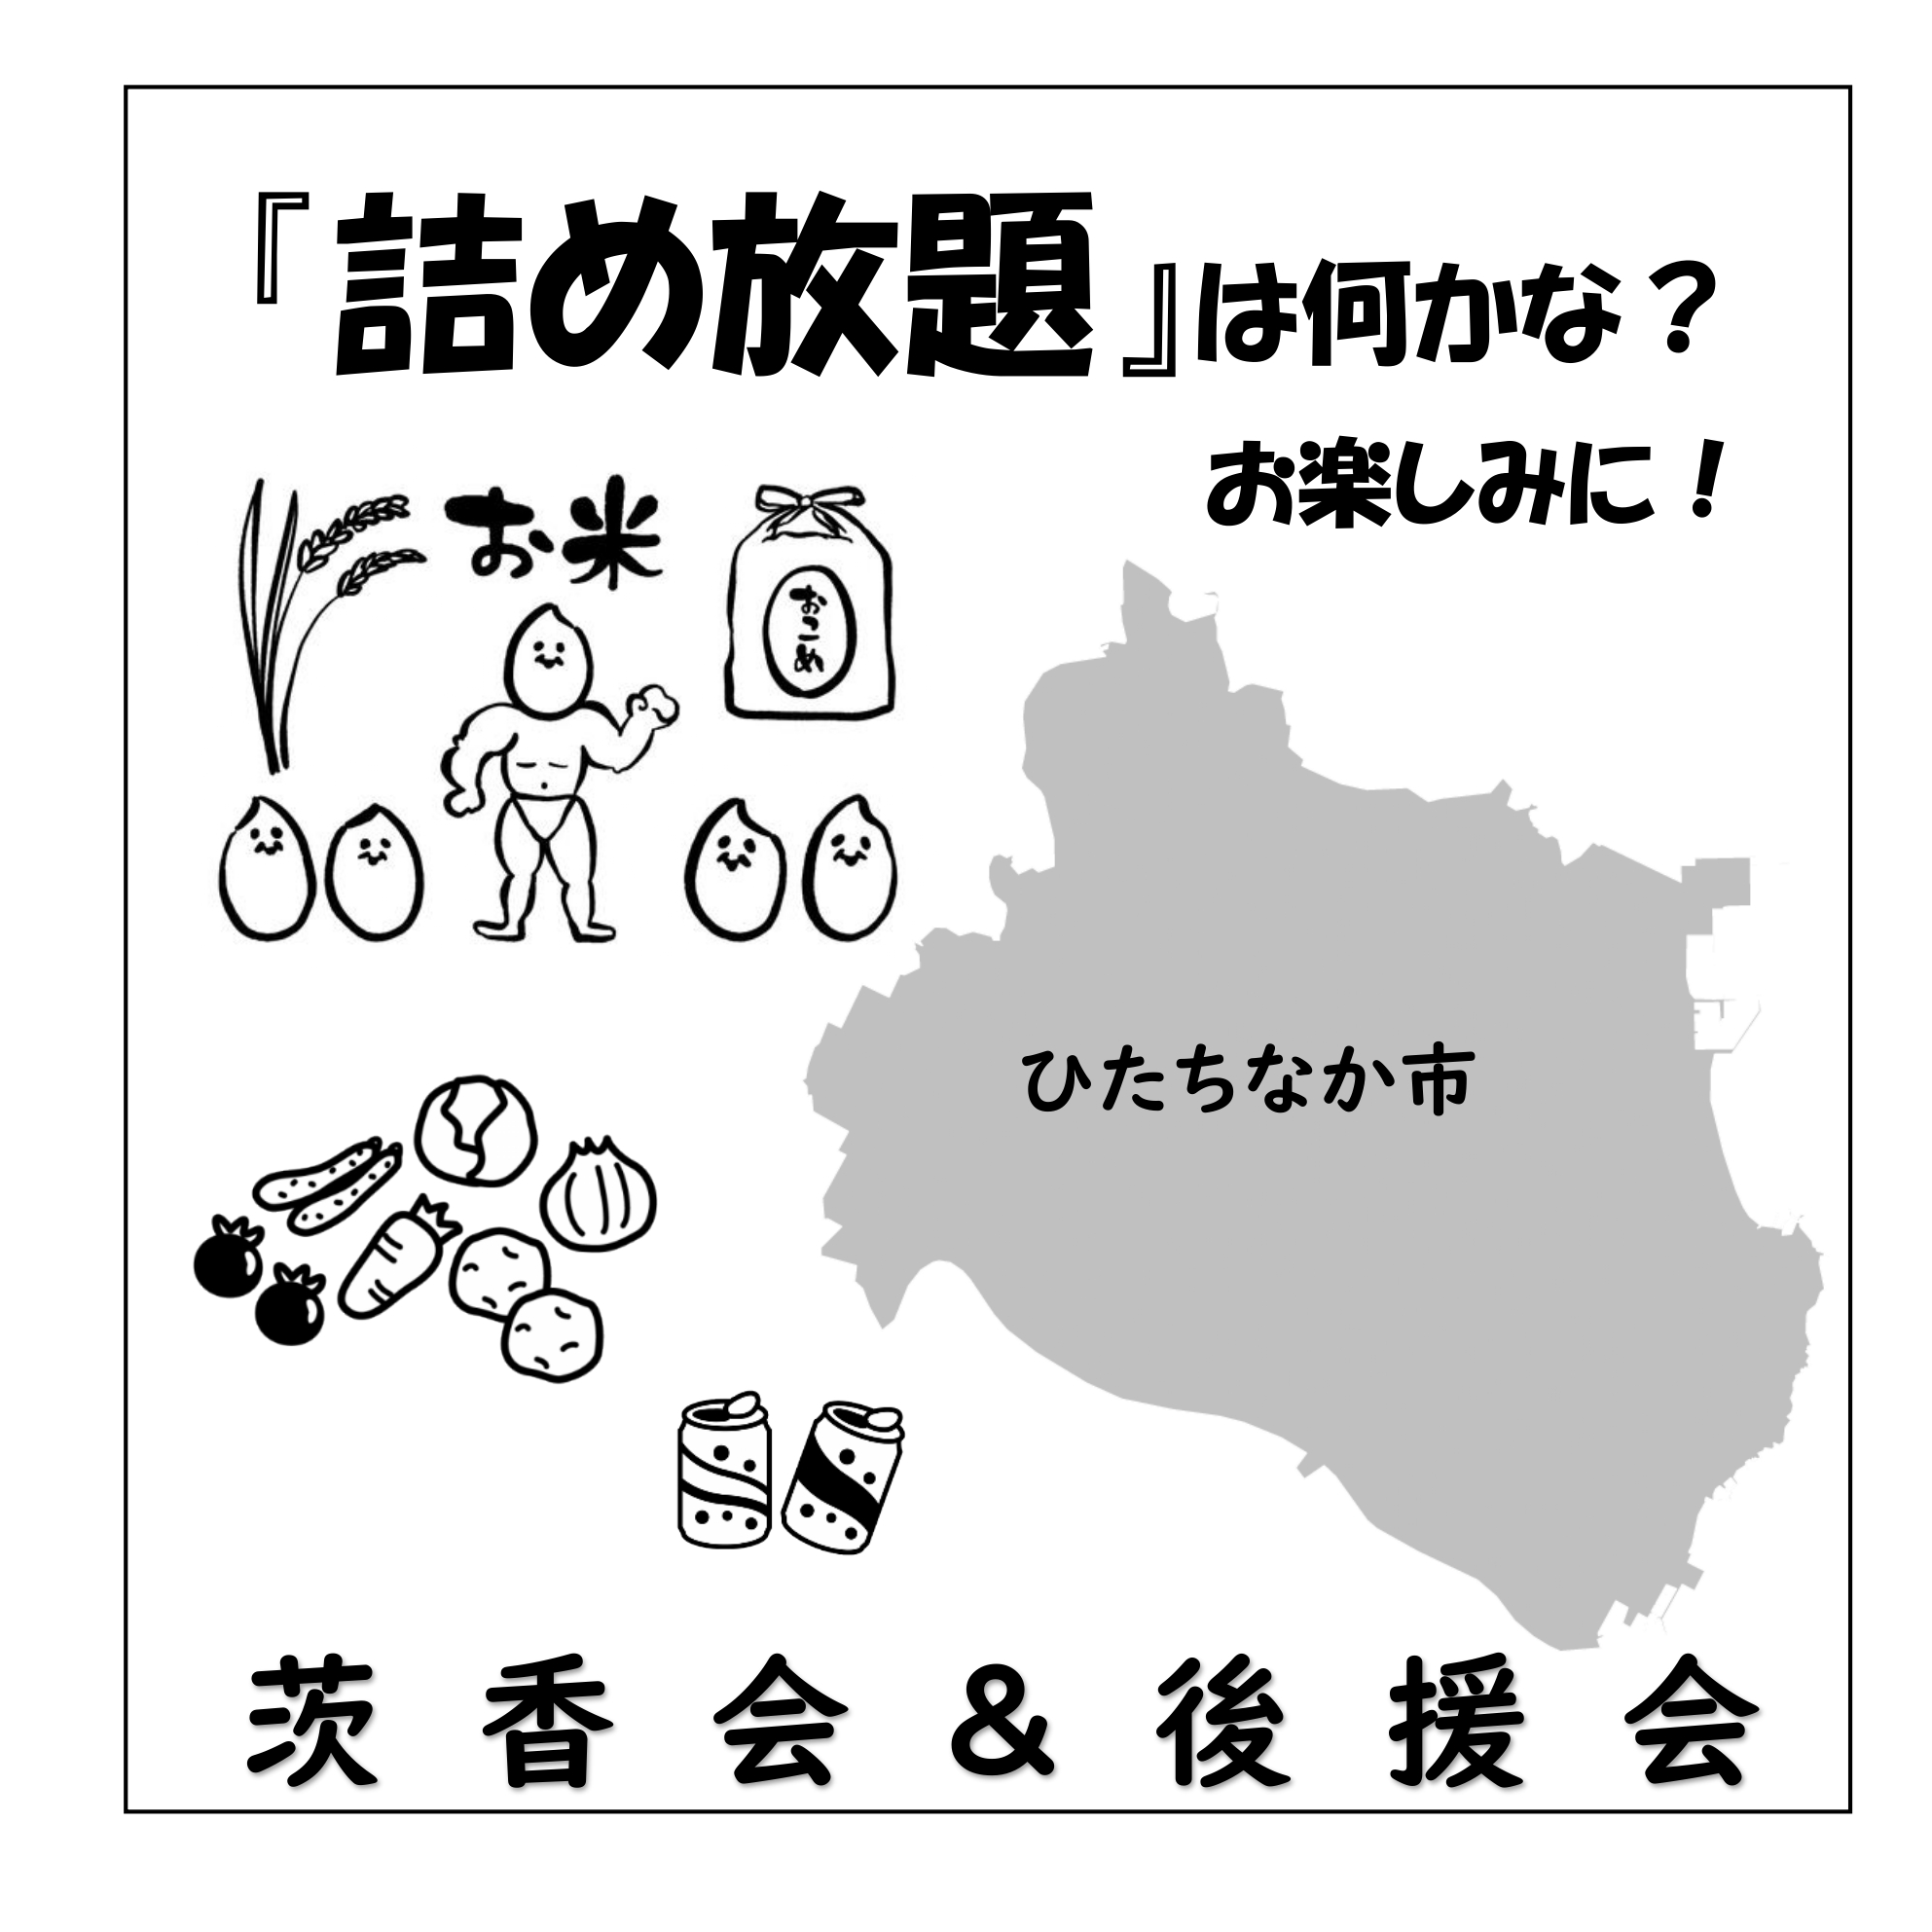 『詰め放題』は何かな？
お楽しみに！
お米
おこめ
ひたちなか市
茨香会&後援会